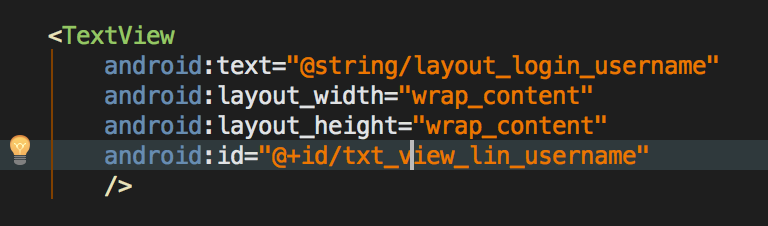 <TextView
android:text="@string/layout_login_username"
android:layout_width="wrap_content"
android:layout_height="wrap_content"
android:id="@+id/txt_view_lin_username"
/>